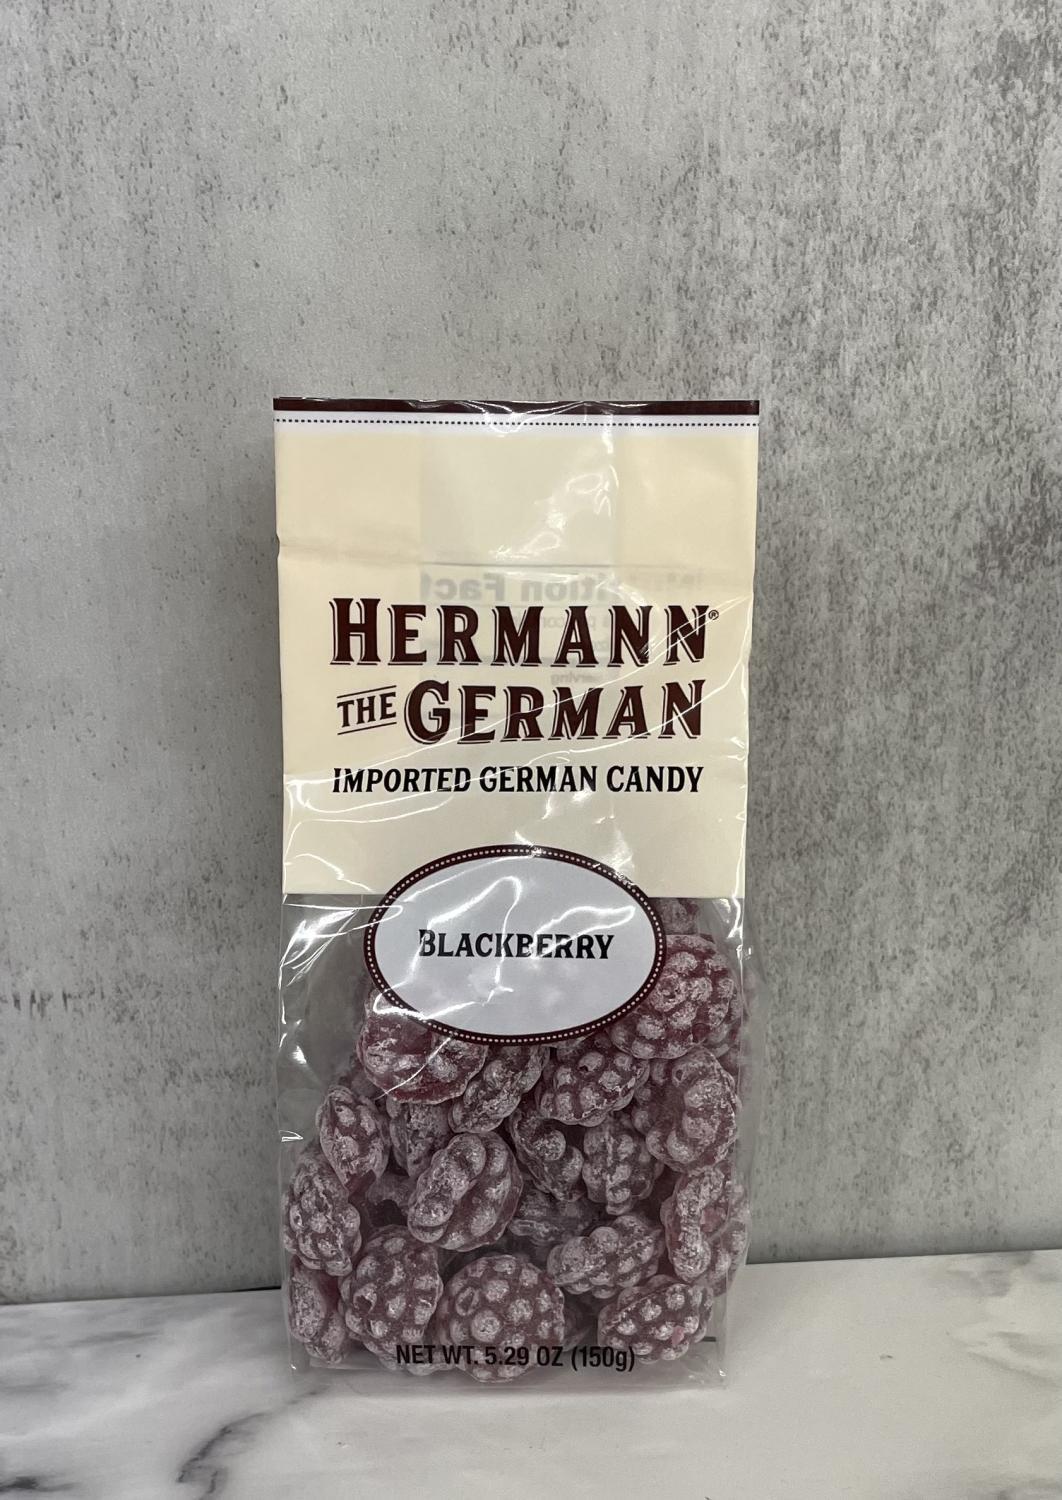 HERMANN®
THE GERMAN
IMPORTED GERMAN CANDY
BLACKBERRY
NET WT. 5.29 OZ (150g)